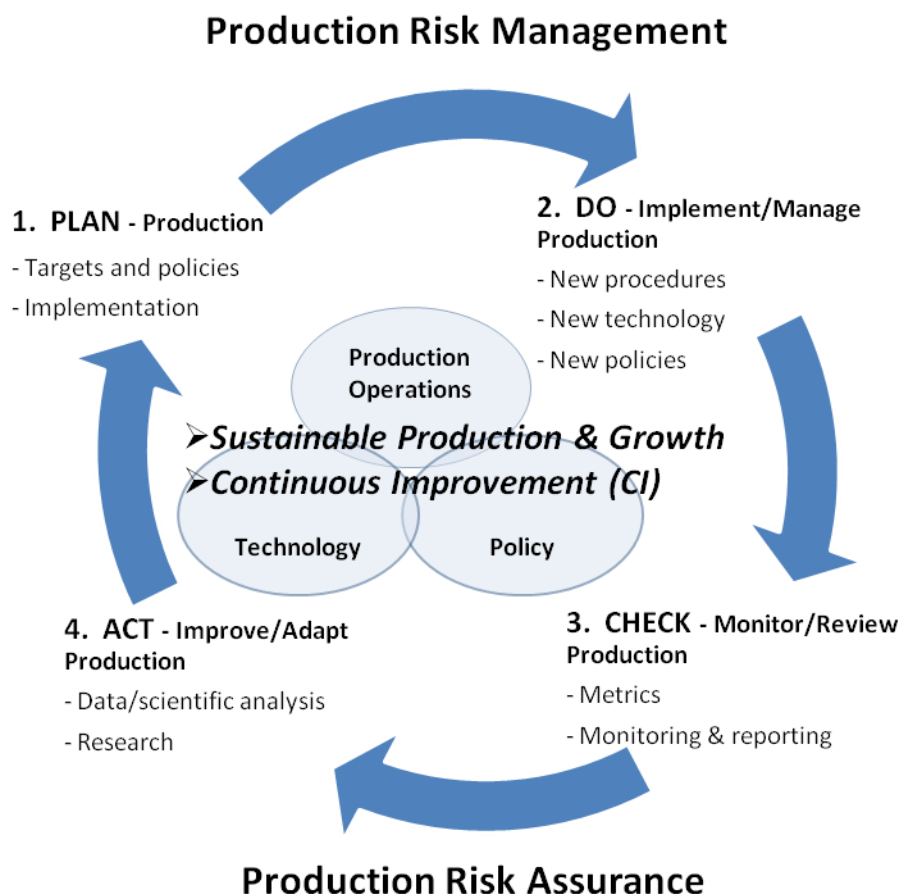 Production Risk Management
1. PLAN - Production
- Targets and policies
- Implementation
2. DO - Implement/Manage
Production
- New procedures
- New technology
- New policies
Production
Operations
➢Sustainable Production & Growth
➢Continuous Improvement (CI)
Technology
Policy
4. ACT - Improve/Adapt
Production
- Data/scientific analysis
- Research
3. CHECK - Monitor/Review
Production
- Metrics
- Monitoring & reporting
Production Risk Assurance